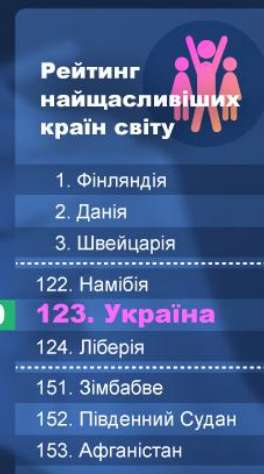 Рейтинг
найщасливіших
країн світу
1. Фінляндія
2. Данія
3. Швейцарія
122. Намібія
123. Україна
124. Ліберія
151. Зімбабве
152. Південний Судан
153. Афганістан